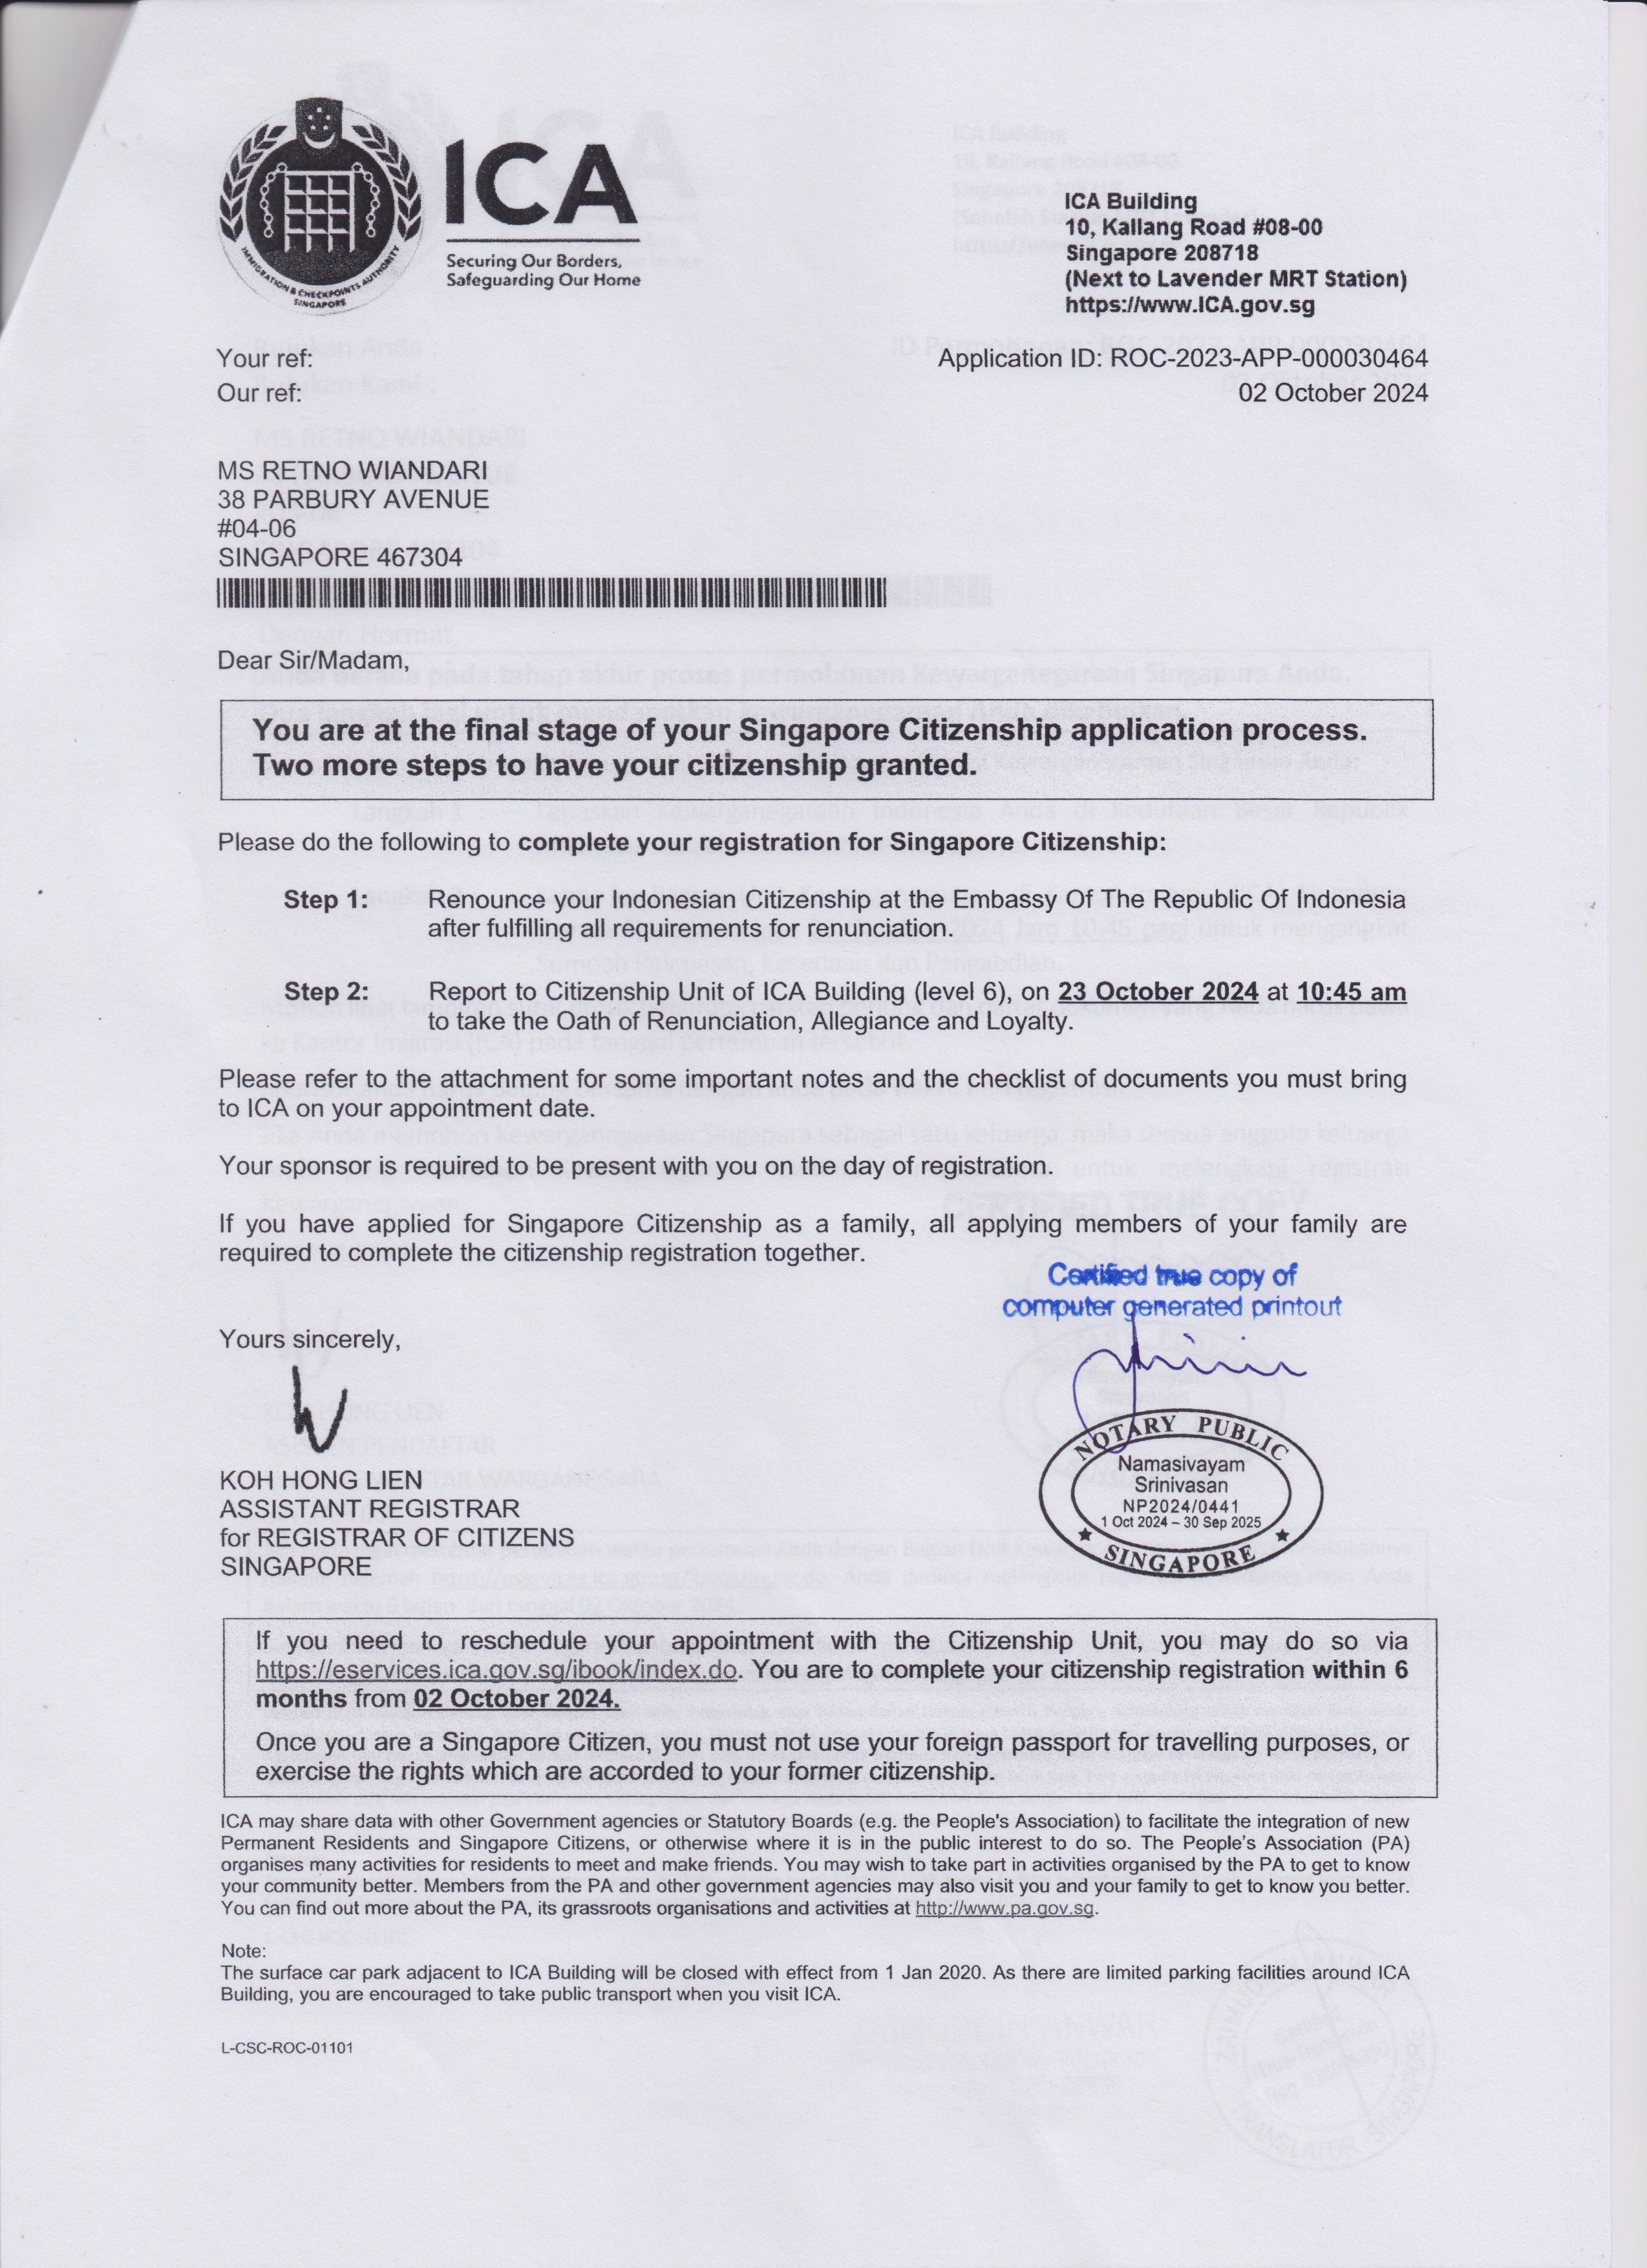 ICA
Securing Our Borders,
Safeguarding Our Home
IMMIGRATION & CHECKPOINTS AUTHORITY
SINGAPORE
ICA Building
10, Kallang Road #08-00
Singapore 208718
(Next to Lavender MRT Station)
https://www.ICA.gov.sg
Your ref:
Application ID: ROC-2023-APP-000030464
Our ref:
02 October 2024
MS RETNO WIANDARI
38 PARBURY AVENUE
#04-06
SINGAPORE 467304
Dear Sir/Madam,
You are at the final stage of your Singapore Citizenship application process.
Two more steps to have your citizenship granted.
Please do the following to complete your registration for Singapore Citizenship:
Step 1: Renounce your Indonesian Citizenship at the Embassy Of The Republic Of Indonesia
after fulfilling all requirements for renunciation.
Step 2: Report to Citizenship Unit of ICA Building (level 6), on 23 October 2024 at 10:45 am
to take the Oath of Renunciation, Allegiance and Loyalty.
Please refer to the attachment for some important notes and the checklist of documents you must bring
to ICA on your appointment date.
Your sponsor is required to be present with you on the day of registration.
If you have applied for Singapore Citizenship as a family, all applying members of your family are
required to complete the citizenship registration together.
Certified true copy of
computer generated printout
Yours sincerely,
NOTARY PUBLIC
Namasivayam
Srinivasan
NP2024/0441
1 Oct 2024 – 30 Sep 2025
SINGAPORE
KOH HONG LIEN
ASSISTANT REGISTRAR
for REGISTRAR OF CITIZENS
SINGAPORE
If you need to reschedule your appointment with the Citizenship Unit, you may do so via
https://eservices.ica.gov.sg/ibook/index.do. You are to complete your citizenship registration within 6
months from 02 October 2024.
Once you are a Singapore Citizen, you must not use your foreign passport for travelling purposes, or
exercise the rights which are accorded to your former citizenship.
ICA may share data with other Government agencies or Statutory Boards (e.g. the People's Association) to facilitate the integration of new
Permanent Residents and Singapore Citizens, or otherwise where it is in the public interest to do so. The People's Association (PA)
organises many activities for residents to meet and make friends. You may wish to take part in activities organised by the PA to get to know
your community better. Members from the PA and other government agencies may also visit you and your family to get to know you better.
You can find out more about the PA, its grassroots organisations and activities at http://www.pa.gov.sg.
Note:
The surface car park adjacent to ICA Building will be closed with effect from 1 Jan 2020. As there are limited parking facilities around ICA
Building, you are encouraged to take public transport when you visit ICA.
L-CSC-ROC-01101